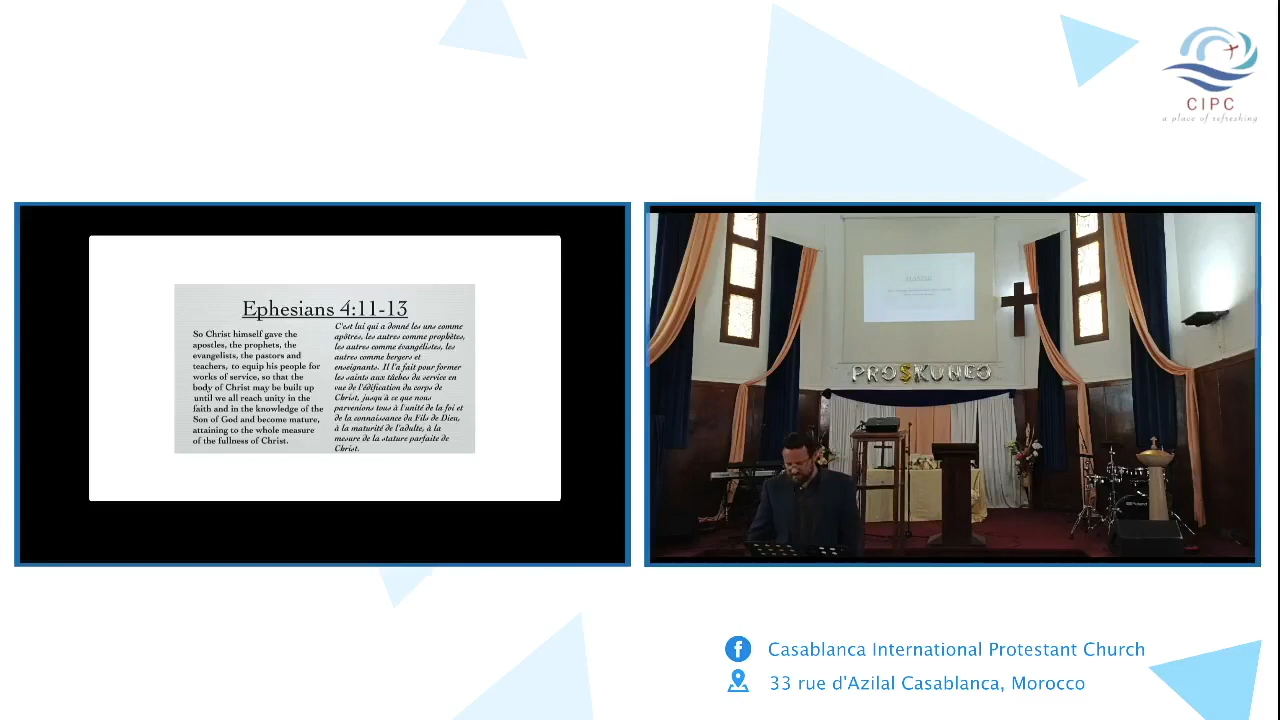 CIPC
a place of refreshing
Ephesians 4:11-13
So Christ himself gave the
apostles, the prophets, the
evangelists, the pastors and
teachers, to equip his people for
works of service, so that the
body of Christ may be built up
until we all reach unity in the
faith and in the knowledge of the
Son of God and become mature,
attaining to the whole measure
of the fullness of Christ.
C'est lui qui a donné les uns comme
apôtres, les autres comme prophètes,
les autres comme évangélistes, les
autres comme bergers et
enseignants. Il l'a fait pour former
les saints aux tâches du service en
vue de l'édification du corps de
Christ, jusqu'à ce que nous
parvenions tous à l'unité de la foi et
de la connaissance du Fils de Dieu,
à la maturité de l'adulte, à la
mesure de la stature parfaite de
Christ.
PROSKUNEO
Roland
Casablanca International Protestant Church
33 rue d'Azilal Casablanca, Morocco